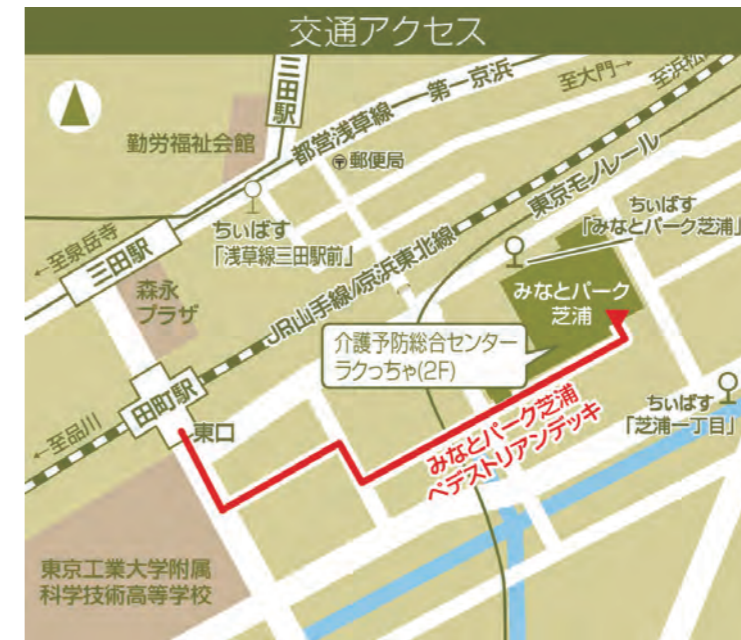 交通アクセス
三田駅
都営浅草線
第一京浜
至大門→
至浜松
勤労福祉会館
〒郵便局
東京モノレール
ちぃばす
「みなとパーク芝浦」
ちぃばす
「浅草線三田駅前」
←至泉岳寺
三田駅
森永
プラザ
JR山手線/京浜東北線
みなとパーク
芝浦
介護予防総合センター
ラクっちゃ(2F)
田町駅
←至品川
東口
みなとパーク芝浦
ペデストリアンデッキ
ちぃばす
「芝浦一丁目」
東京工業大学附属
科学技術高等学校